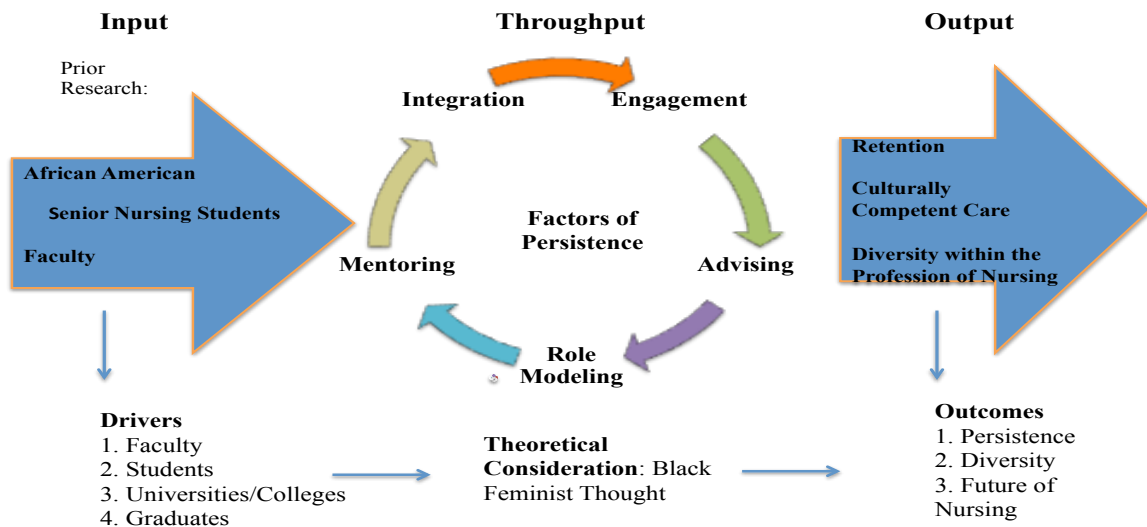 Input
Throughput
Output
Prior
Research:
African American
Senior Nursing Students
Faculty
Integration
Engagement
Factors of
Persistence
Mentoring
Advising
Role
Modeling
Retention
Culturally
Competent Care
Diversity within the
Profession of Nursing
Drivers
1. Faculty
2. Students
3. Universities/Colleges
4. Graduates
Theoretical
Consideration: Black
Feminist Thought
Outcomes
1. Persistence
2. Diversity
3. Future of
Nursing